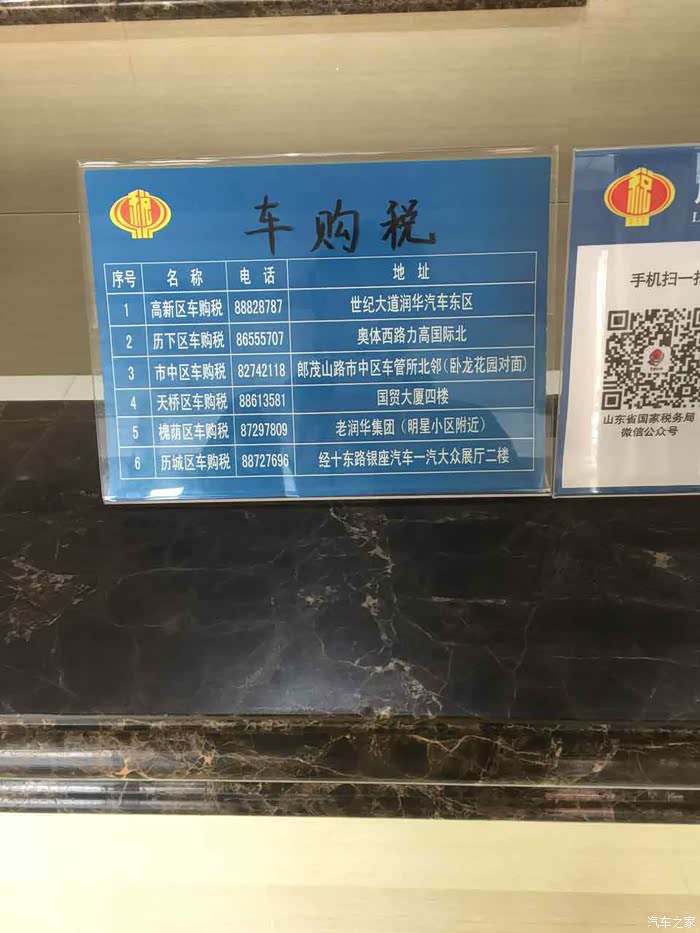 税
车购税
序号 名称 电话 地址
1 高新区车购税 88828787 世纪大道润华汽车东区
2 历下区车购税 86555707 奥体西路力高国际北
3 市中区车购税 82742118 郎茂山路市中区车管所北邻(卧龙花园对面)
4 天桥区车购税 88613581 国贸大厦四楼
5 槐荫区车购税 87297809 老润华集团(明星小区附近)
6 历城区车购税 88727696 经十东路银座汽车一汽大众展厅二楼
税
手机扫一扫
山东省国家税务局
微信公众号
汽车之家